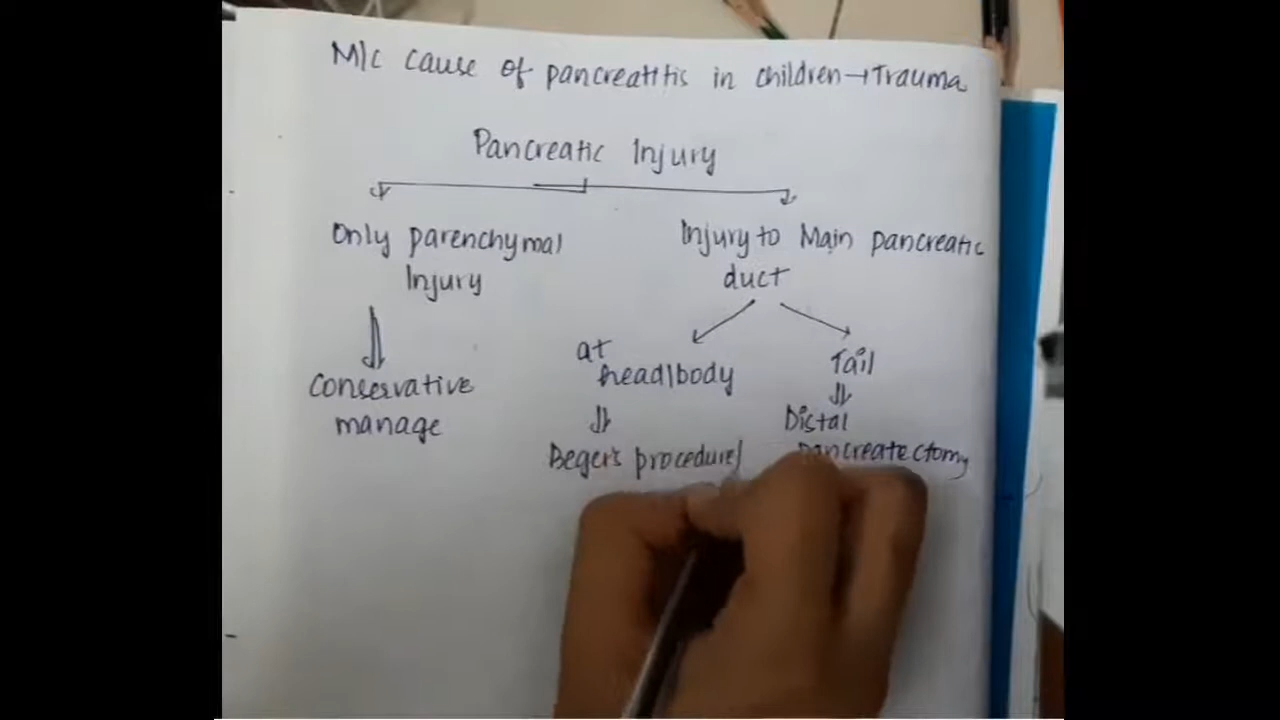 M/c cause of pancreatitis in children→Trauma
Pancreatic Injury
Only parenchymal
Injury
Injury to Main pancreatic
duct
Conservative
manage
at
head/body
Beger's procedure/
Tail
Distal
pancreatectomy